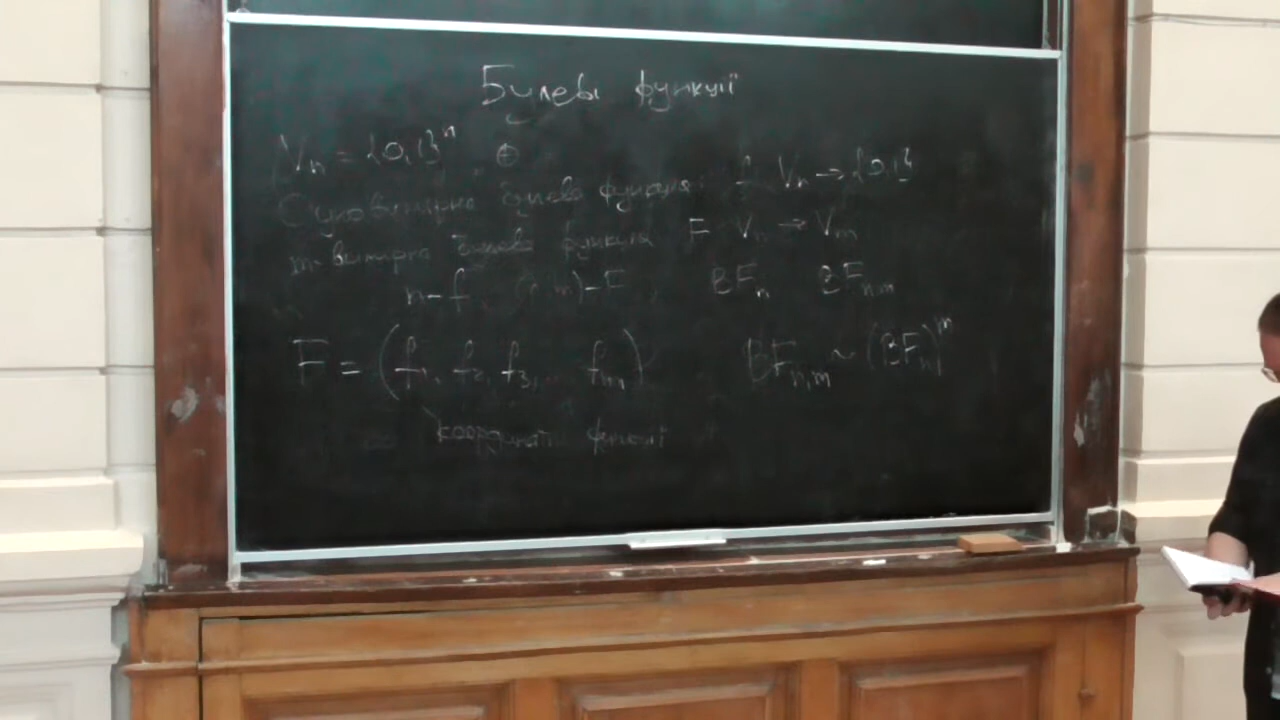 Булеві функції
Vₙ = {0,1}ⁿ ⊕
булева функція f: Vₙ → {0,1}
m-вимірна булева функція F: Vₙ → Vₘ
n-f (n,m)-F BFₙ BFₙ,ₘ
F = (f₁, f₂, f₃, ... fₘ) BFₙ,ₘ ~ (BFₙ)ᵐ
координатні функції